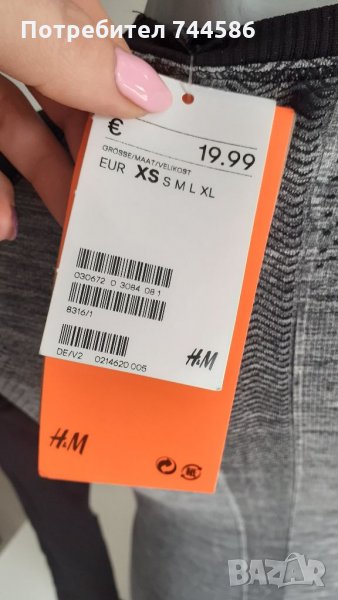 Потребител 744586
€ 19.99
GRÖSSE/MAAT/VELIKOST
EUR XS S M L XL
030672 0 3084 08 1
8316/1
DE/V2 0214620 005
H&M
H&M
BAZAR